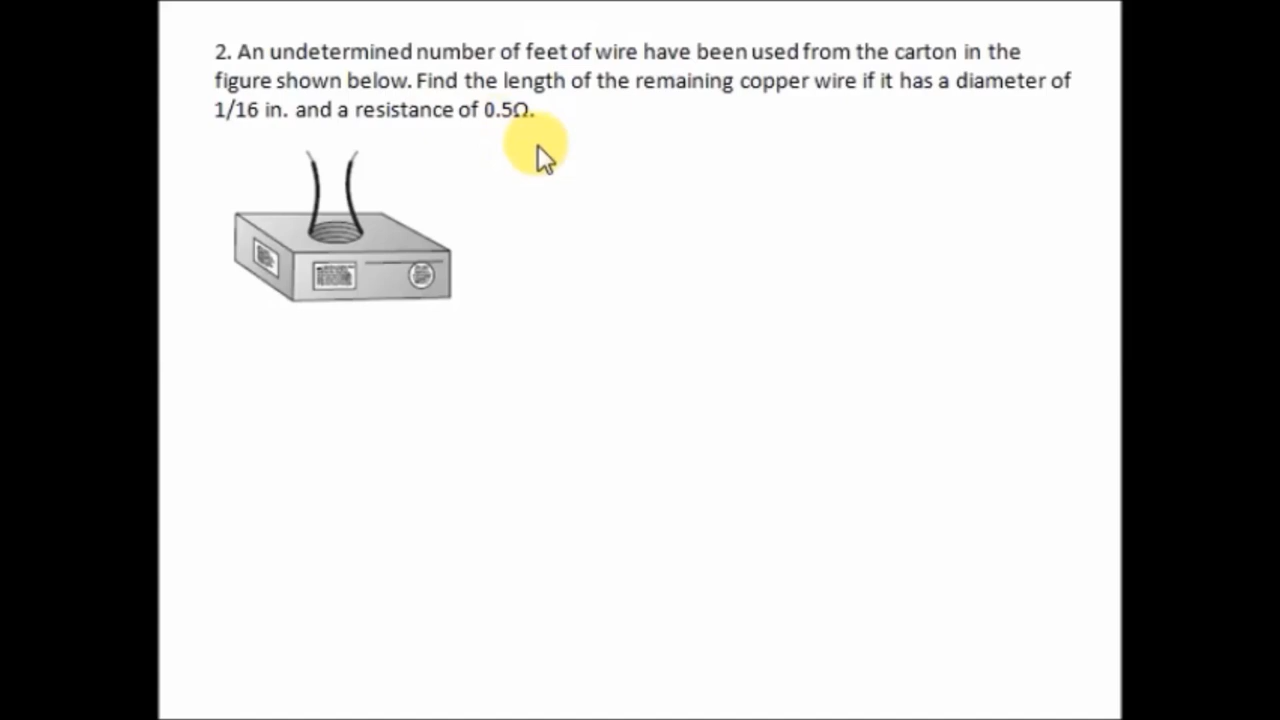 2. An undetermined number of feet of wire have been used from the carton in the
figure shown below. Find the length of the remaining copper wire if it has a diameter of
1/16 in. and a resistance of 0.5Ω.